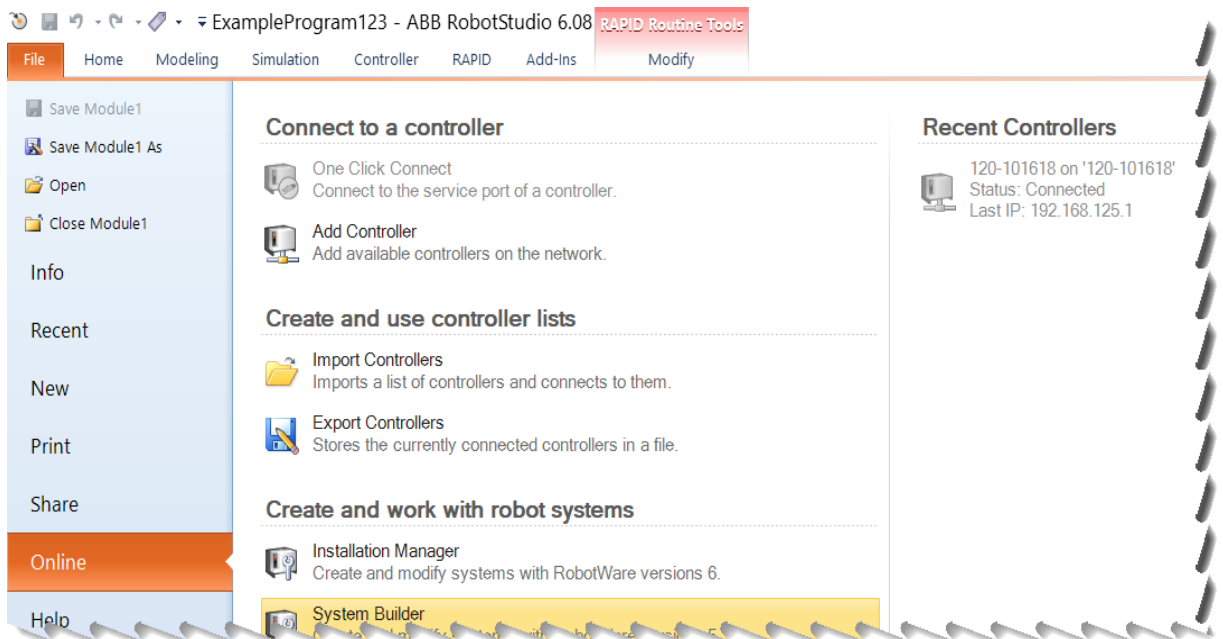 ExampleProgram123 - ABB RobotStudio 6.08
RAPID Routine Tools
File Home Modeling Simulation Controller RAPID Add-Ins Modify
Save Module1
Save Module1 As
Open
Close Module1
Info
Recent
New
Print
Share
Online
Help
Connect to a controller
One Click Connect
Connect to the service port of a controller.
Add Controller
Add available controllers on the network.
Create and use controller lists
Import Controllers
Imports a list of controllers and connects to them.
Export Controllers
Stores the currently connected controllers in a file.
Create and work with robot systems
Installation Manager
Create and modify systems with RobotWare versions 6.
System Builder
Recent Controllers
120-101618 on '120-101618'
Status: Connected
Last IP: 192.168.125.1